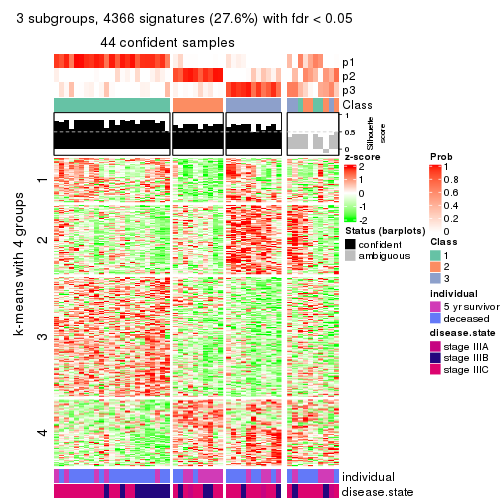 3 subgroups, 4366 signatures (27.6%) with fdr < 0.05
44 confident samples
p1
p2
p3
Class
1
0.5
0
Silhouette
score
k-means with 4 groups
1
2
3
4
z-score
2
1
0
-1
-2
Status (barplots)
confident
ambiguous
Prob
1
0.8
0.6
0.4
0.2
0
Class
1
2
3
individual
5 yr survivor
deceased
disease.state
stage IIIA
stage IIIB
stage IIIC
individual
disease.state